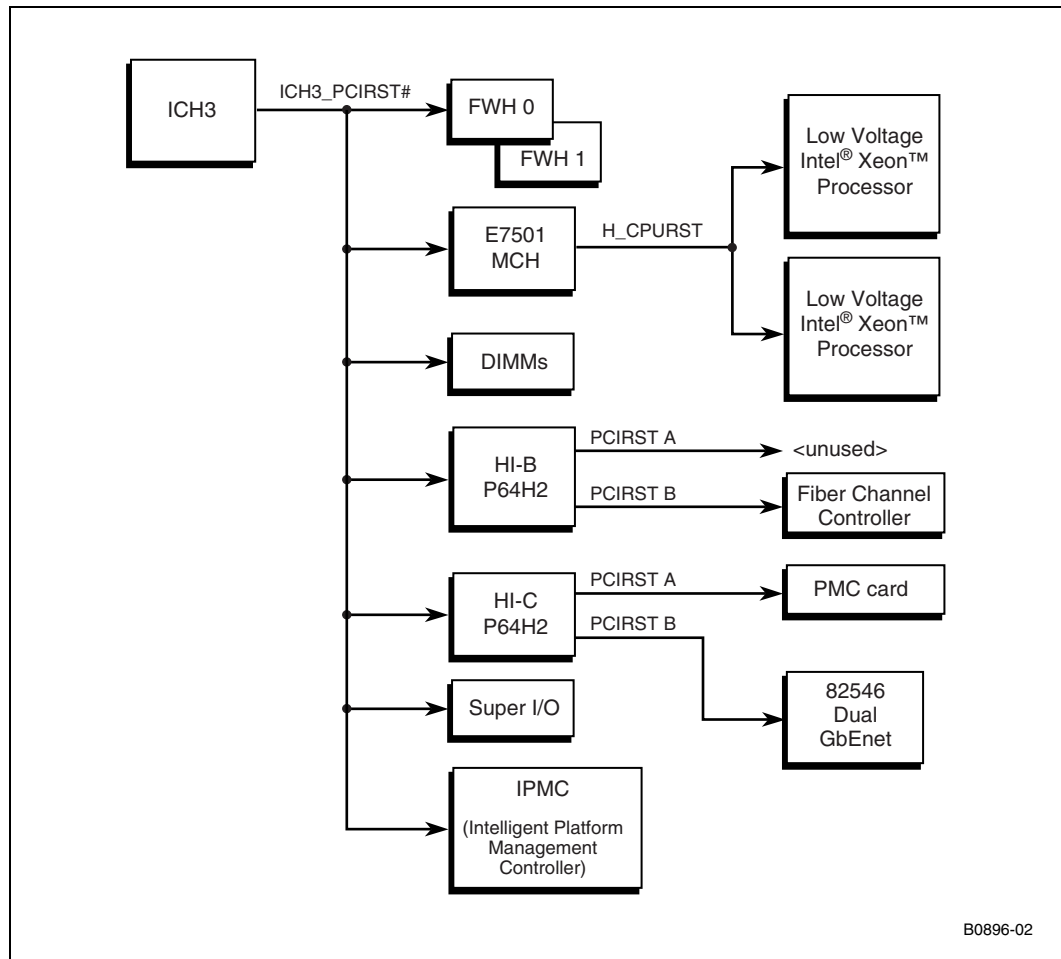 ICH3
ICH3_PCIRST#
FWH 0
FWH 1
Low Voltage
Intel® Xeon™
Processor
E7501
MCH
H_CPURST
Low Voltage
Intel® Xeon™
Processor
DIMMs
HI-B
P64H2
PCIRST A
<unused>
PCIRST B
Fiber Channel
Controller
HI-C
P64H2
PCIRST A
PMC card
PCIRST B
82546
Dual
GbEnet
Super I/O
IPMC
(Intelligent Platform
Management
Controller)
B0896-02